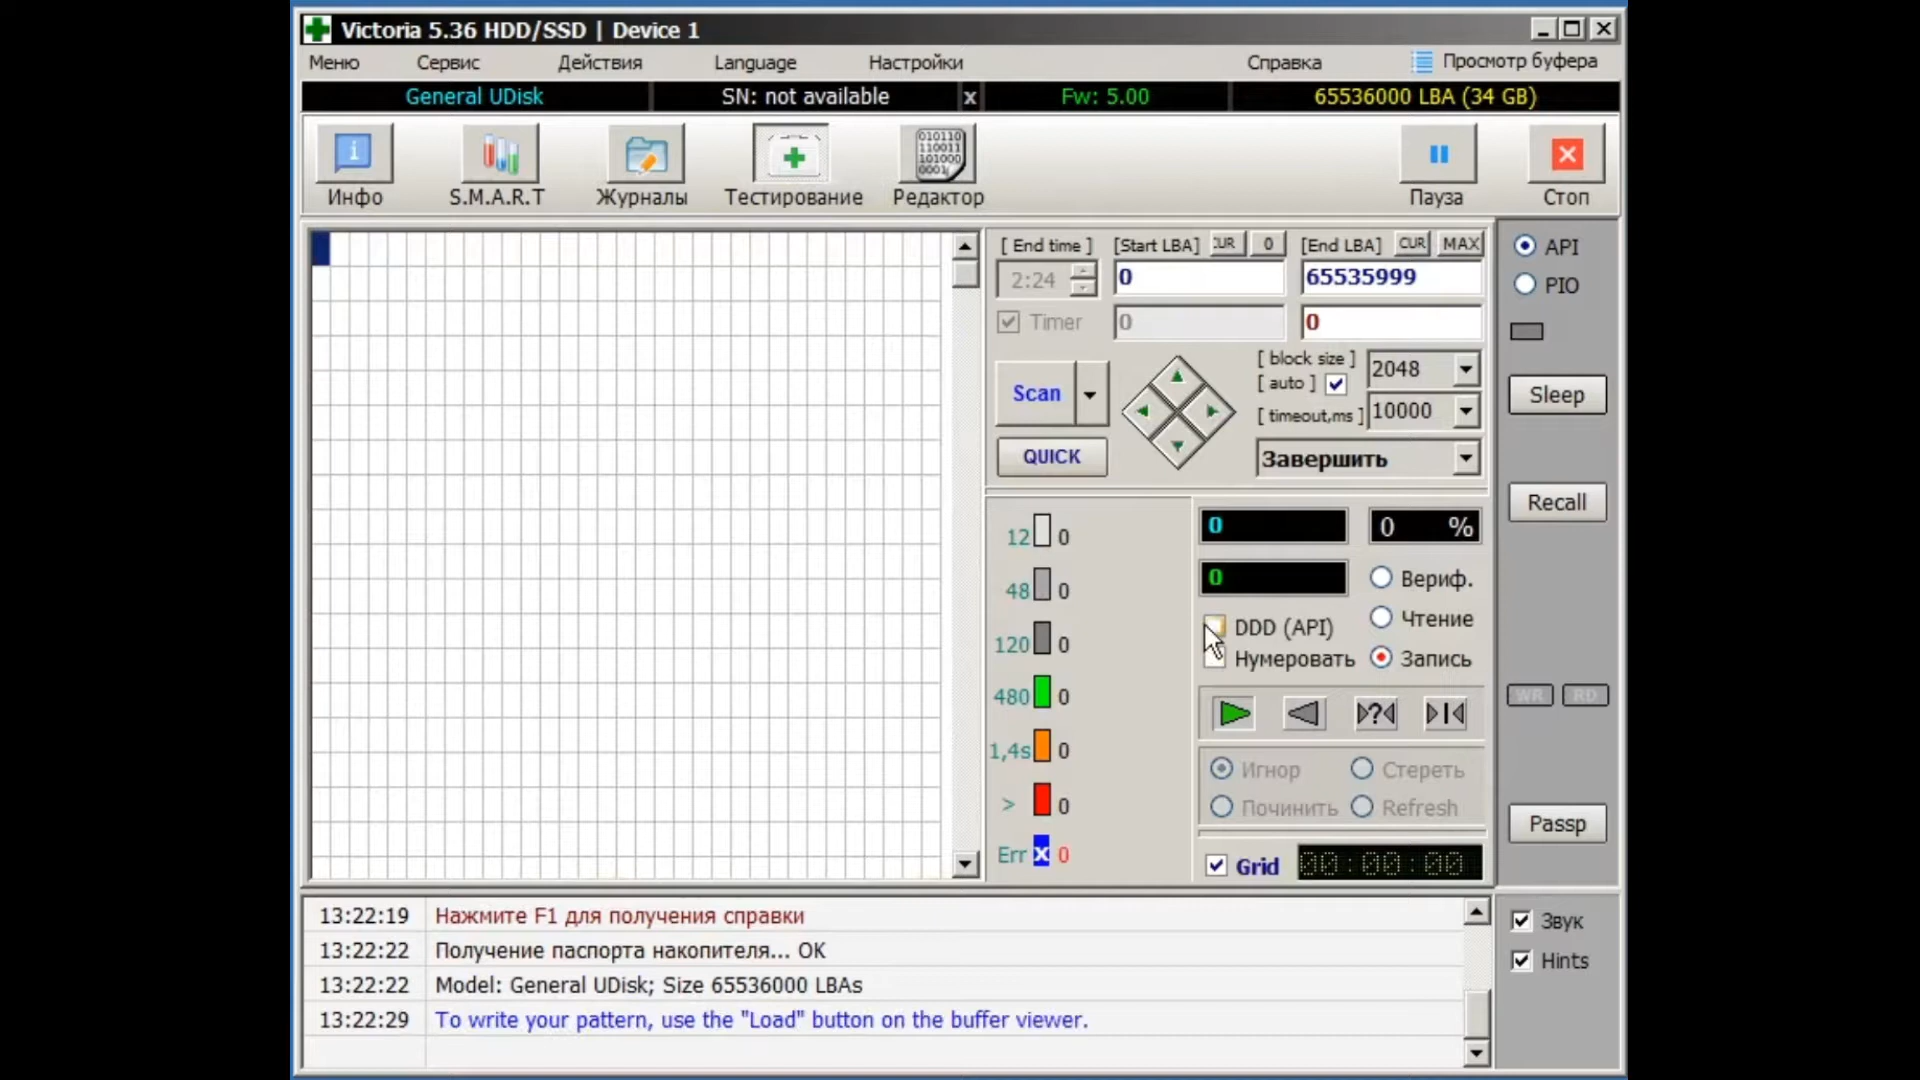 Victoria 5.36 HDD/SSD | Device 1
Меню Сервис Действия Language Настройки Справка Просмотр буфера
General UDisk SN: not available x Fw: 5.00 65536000 LBA (34 GB)
010110
110011
101000
0001
Инфо S.M.A.R.T Журналы Тестирование Редактор Пауза Стоп
[ End time ] [Start LBA] CUR 0 [End LBA] CUR MAX
2:24 0 65535999
Timer 0 0
API
PIO
[ block size ] 2048
[ auto ]
[ timeout,ms ] 10000
Scan
QUICK
Завершить
Sleep
Recall
12 0
48 0
120 0
480 0
1,4s 0
> 0
Err x 0
0 0 %
0 Вериф.
DDD (API) Чтение
Нумеровать Запись
WR RD
Игнор Стереть
Починить Refresh
Passp
Grid 00:00:00
13:22:19 Нажмите F1 для получения справки
13:22:22 Получение паспорта накопителя... OK
13:22:22 Model: General UDisk; Size 65536000 LBAs
13:22:29 To write your pattern, use the "Load" button on the buffer viewer.
Звук
Hints